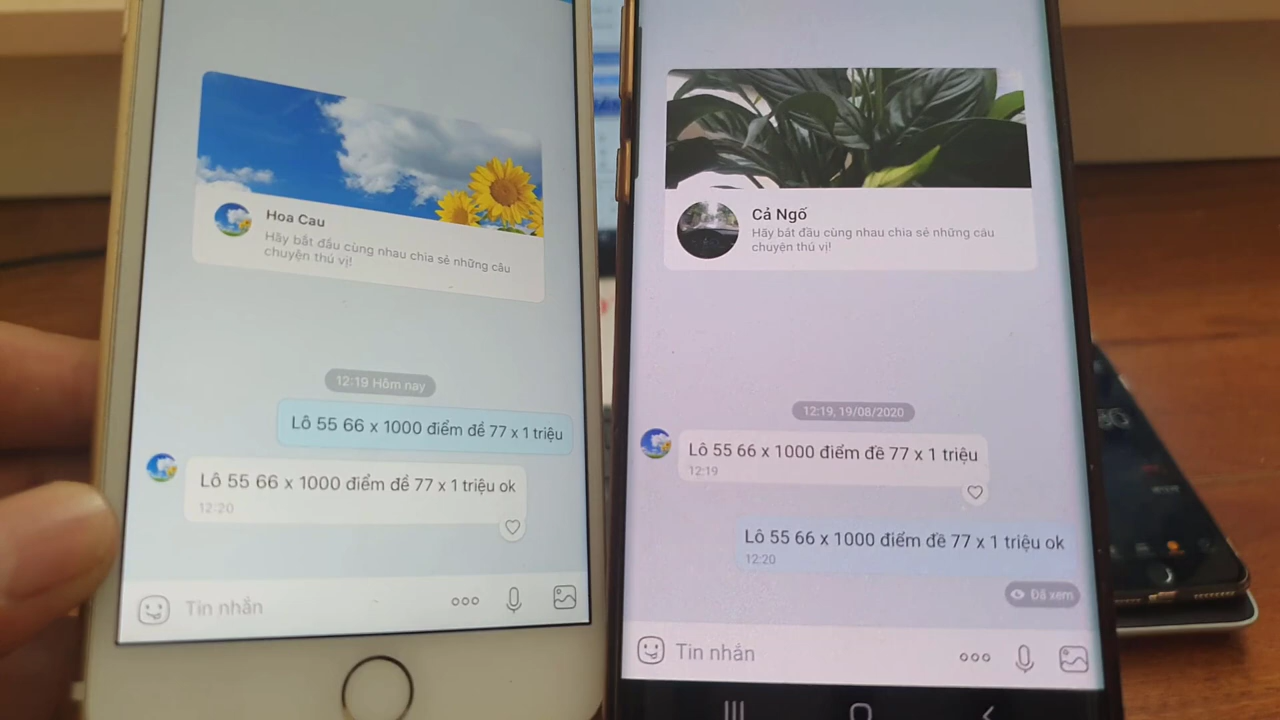 Hoa Cau
Hãy bắt đầu cùng nhau chia sẻ những câu
chuyện thú vị!
12:19 Hôm nay
Lô 55 66 x 1000 điểm đề 77 x 1 triệu
Lô 55 66 x 1000 điểm đề 77 x 1 triệu ok
12:20
Tin nhắn
Cả Ngố
Hãy bắt đầu cùng nhau chia sẻ những câu
chuyện thú vị!
12:19, 19/08/2020
Lô 55 66 x 1000 điểm đề 77 x 1 triệu
12:19
Lô 55 66 x 1000 điểm đề 77 x 1 triệu ok
12:20
Đã xem
Tin nhắn